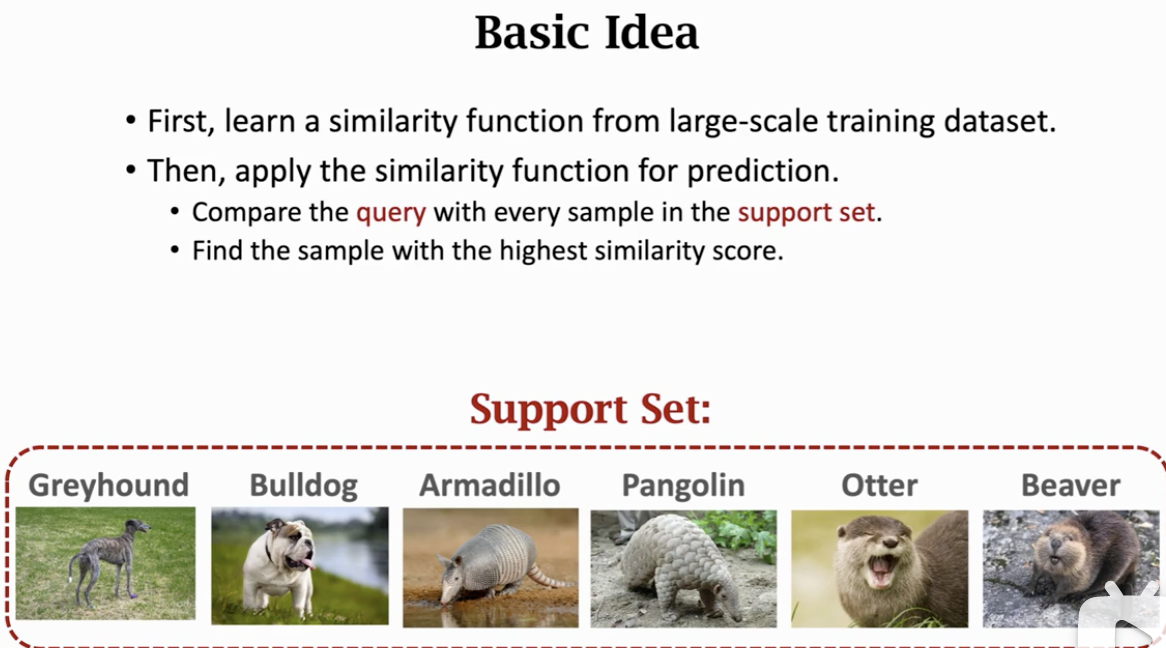 Basic Idea
• First, learn a similarity function from large-scale training dataset.
• Then, apply the similarity function for prediction.
• Compare the query with every sample in the support set.
• Find the sample with the highest similarity score.
Support Set:
Greyhound Bulldog Armadillo Pangolin Otter Beaver